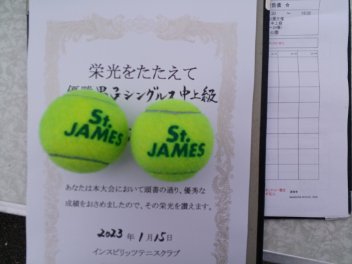 栄光をたたえて
優勝男子シングルス中上級
St.
JAMES
St.
JAMES
あなたは本大会において頭書の通り、優秀な
成績をおさめましたので、その栄光を讃えます。
2023年1月15日
インスピリッツテニスクラブ